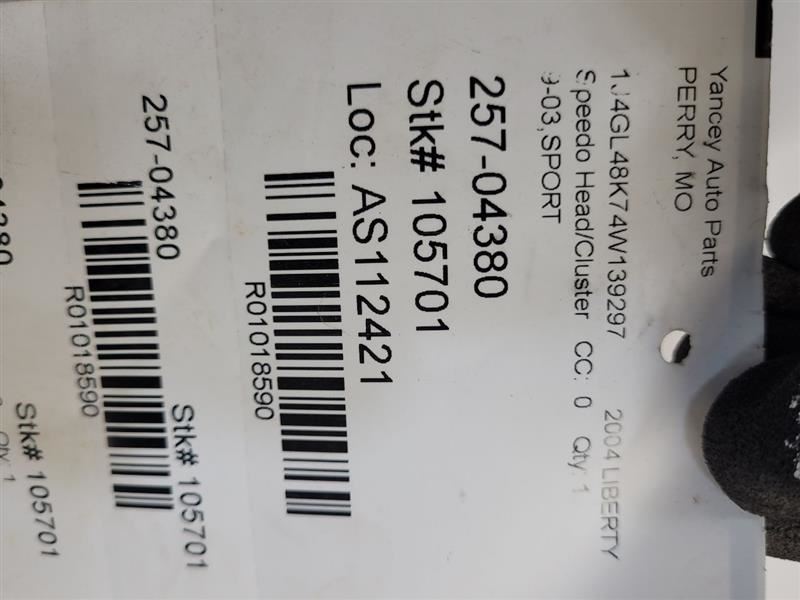 Yancey Auto Parts
PERRY, MO
1J4GL48K74W139297 2004 LIBERTY
Speedo Head/Cluster CC: 0 Qty: 1
9-03,SPORT
257-04380
Stk# 105701
Loc: AS112421
R01018590
257-04380
Stk# 105701
R01018590
Stk# 105701